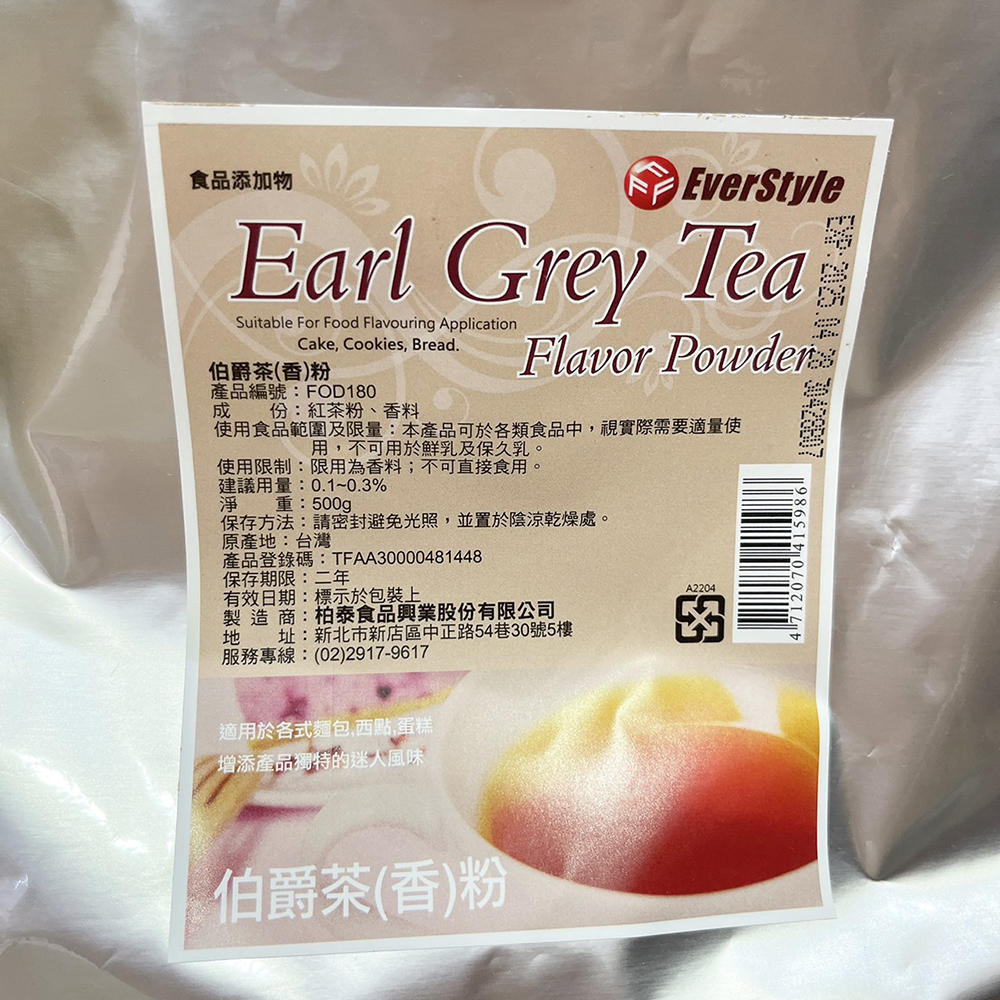 食品添加物
EverStyle
Earl Grey Tea
Suitable For Food Flavouring Application
Cake, Cookies, Bread.
Flavor Powder
伯爵茶(香)粉
產品編號：FOD180
成 份：紅茶粉、香料
使用食品範圍及限量：本產品可於各類食品中，視實際需要適量使
用，不可用於鮮乳及保久乳。
使用限制：限用為香料；不可直接食用。
建議用量：0.1~0.3%
淨 重：500g
保存方法：請密封避免光照，並置於陰涼乾燥處。
原產地：台灣
產品登錄碼：TFAA30000481448
保存期限：二年
有效日期：標示於包裝上
製 造 商：柏泰食品興業股份有限公司
地 址：新北市新店區中正路54巷30號5樓
服務專線：(02)2917-9617
A2204
4 712070 415986
適用於各式麵包,西點,蛋糕
增添產品獨特的迷人風味
伯爵茶(香)粉